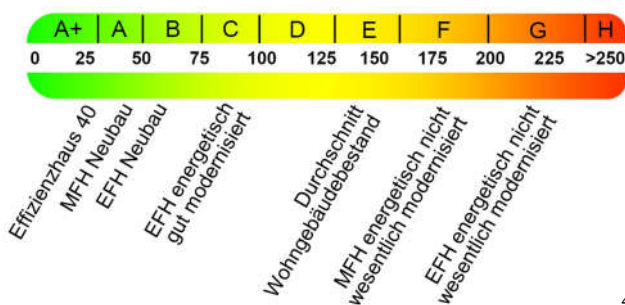 A+ A B C D E F G H
0 25 50 75 100 125 150 175 200 225 >250
Effizienzhaus 40
MFH Neubau
EFH Neubau
EFH energetisch
gut modernisiert
Durchschnitt
Wohngebäudebestand
MFH energetisch nicht
wesentlich modernisiert
EFH energetisch nicht
wesentlich modernisiert